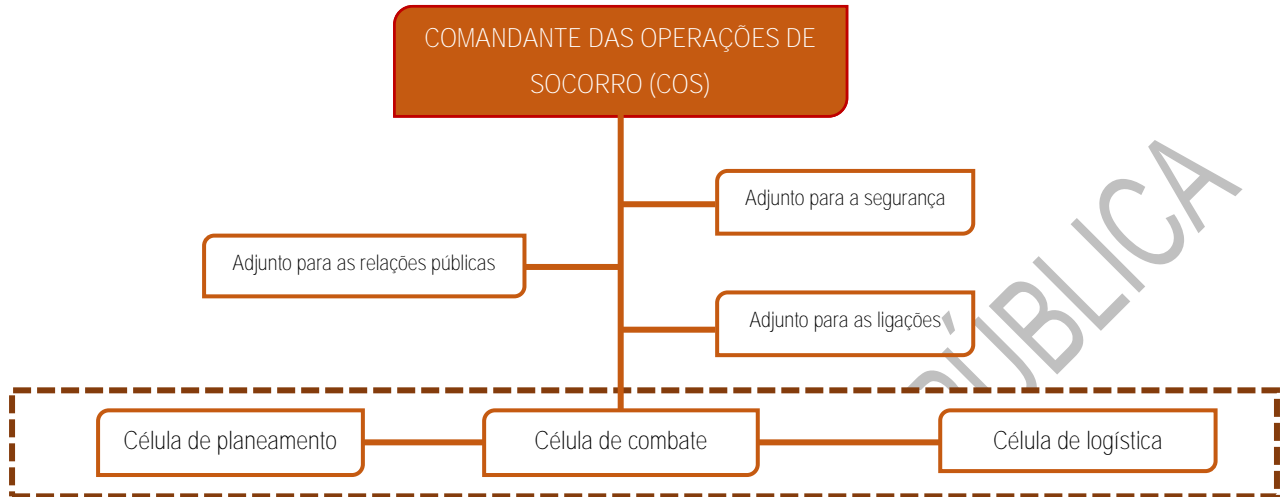 COMANDANTE DAS OPERAÇÕES DE
SOCORRO (COS)
Adjunto para a segurança
Adjunto para as relações públicas
Adjunto para as ligações
PÚBLICA
Célula de planeamento
Célula de combate
Célula de logística